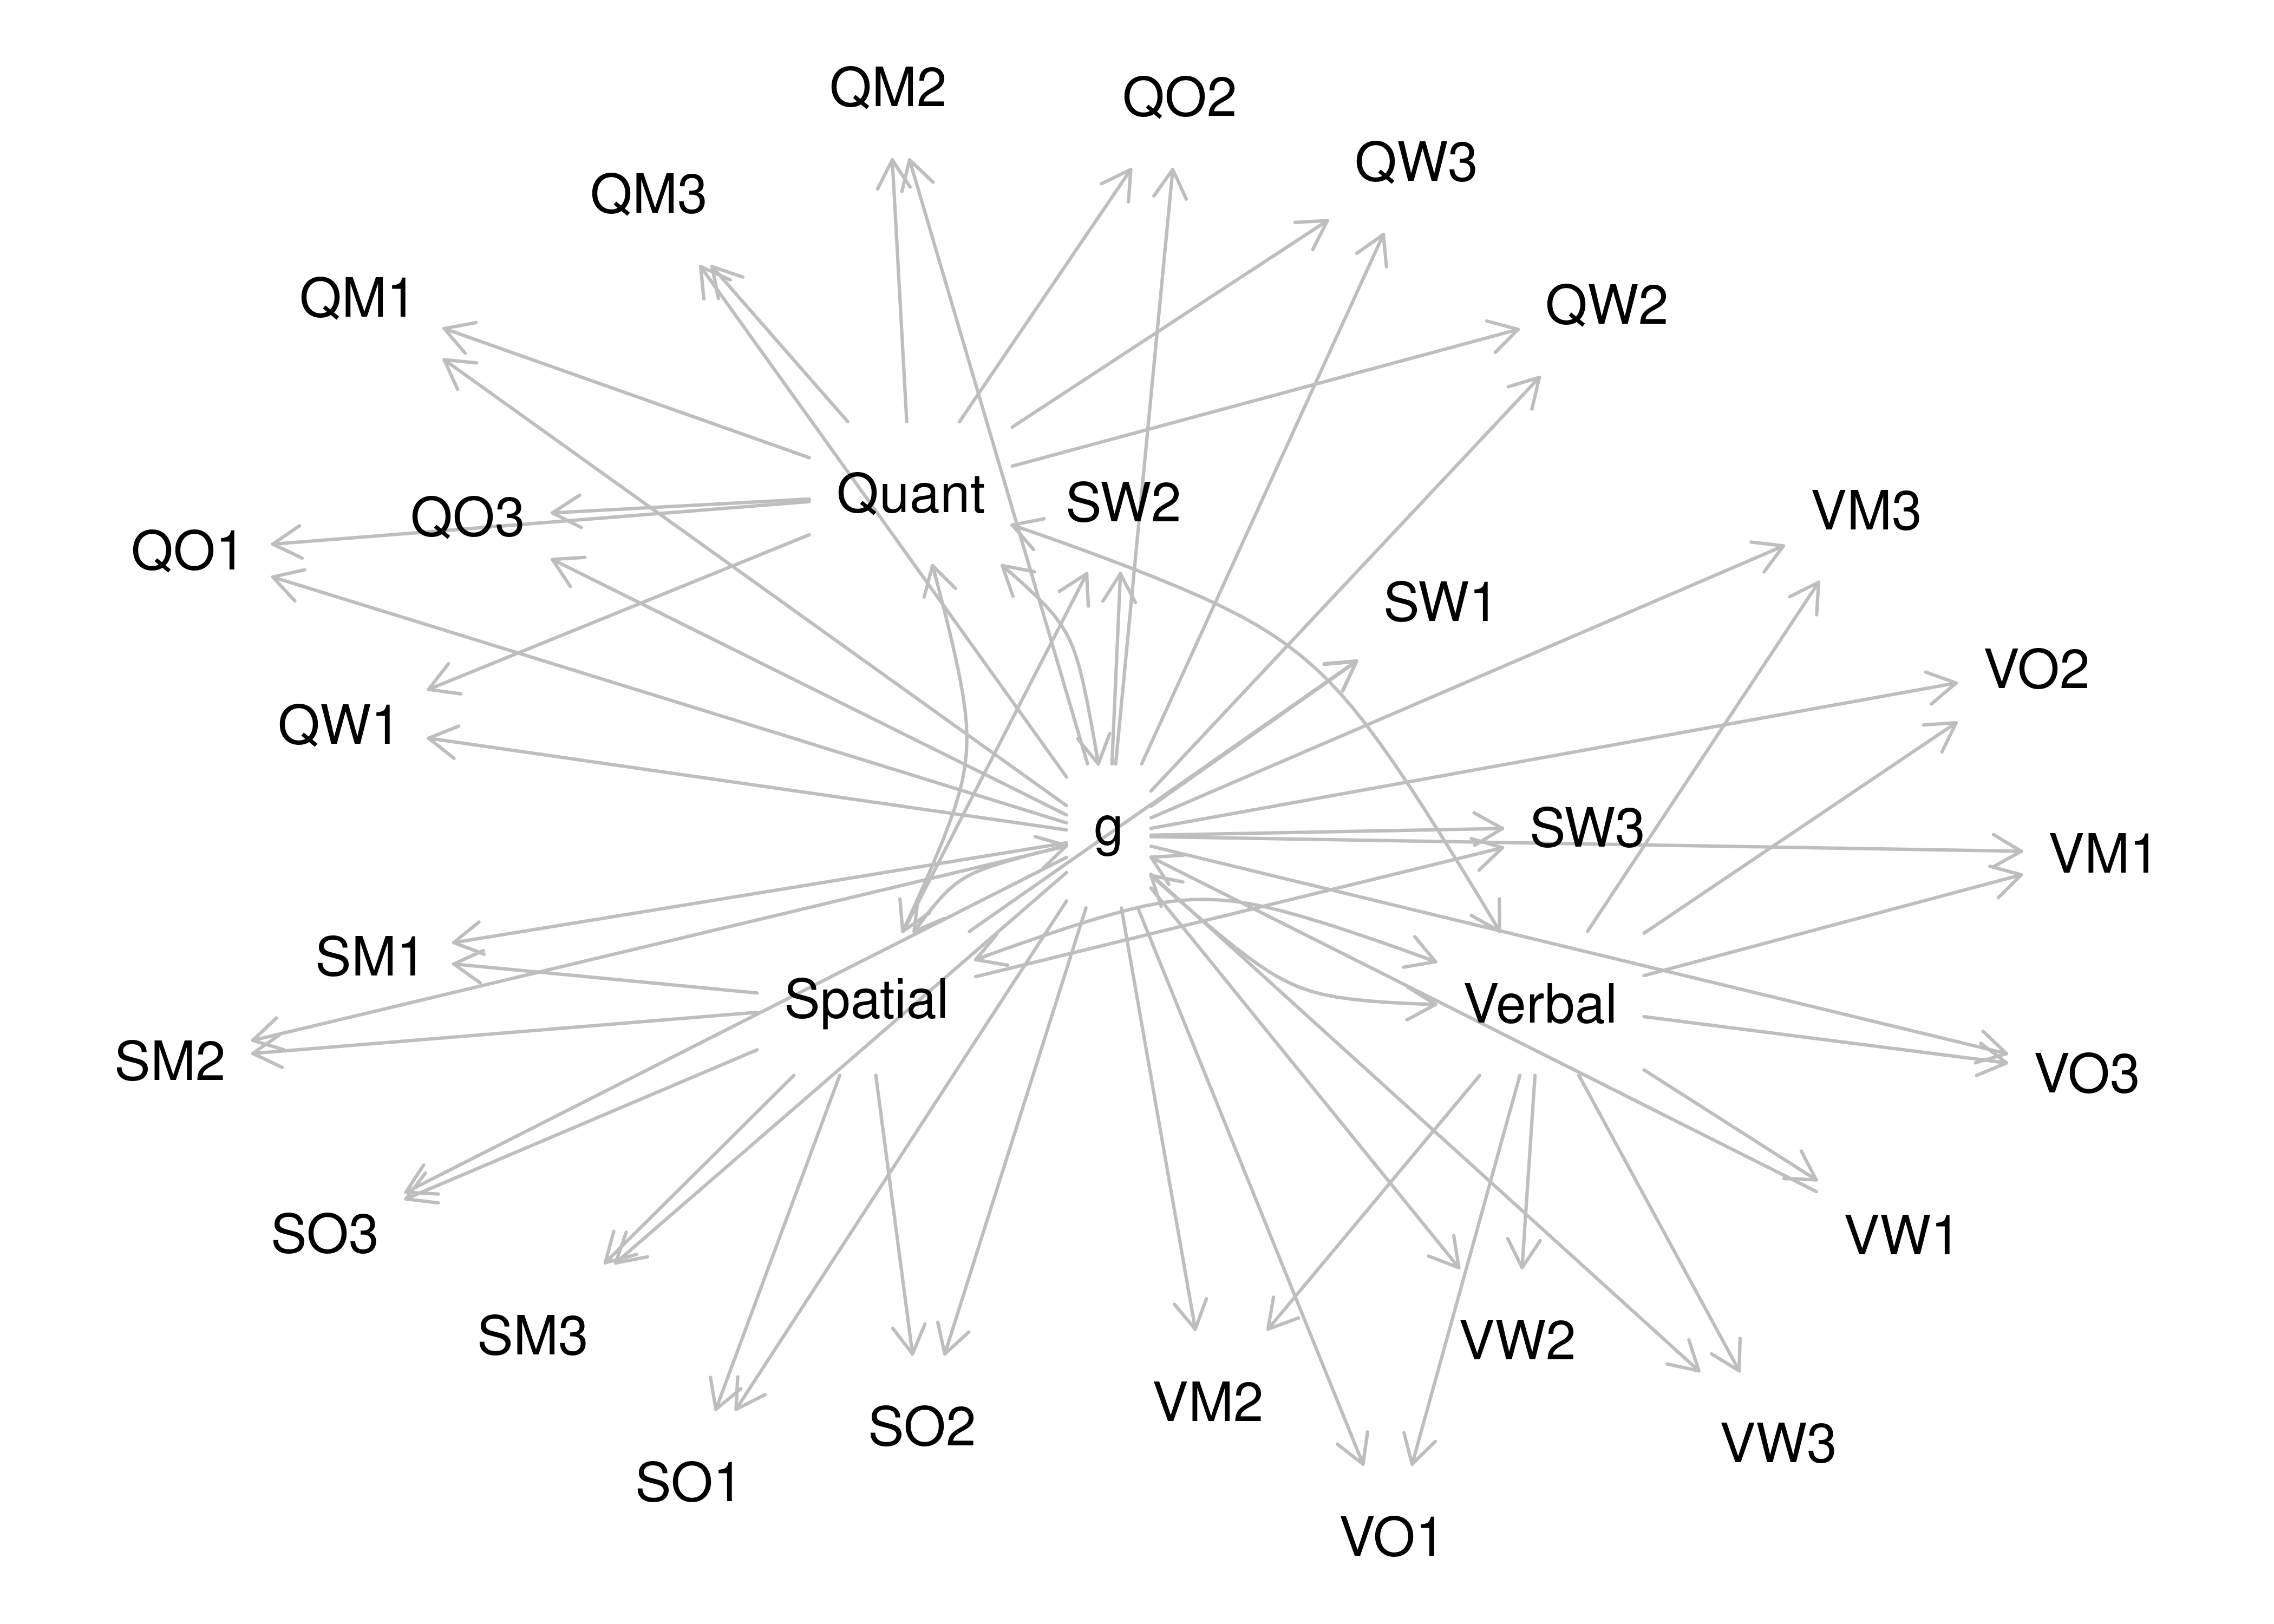 QM2
QO2
QW3
QM3
QM1
QW2
Quant
SW2
VM3
QO3
QO1
SW1
VO2
QW1
g
SW3
VM1
SM1
Spatial
Verbal
SM2
VO3
SO3
VW1
SM3
VW2
VM2
SO2
VW3
SO1
VO1